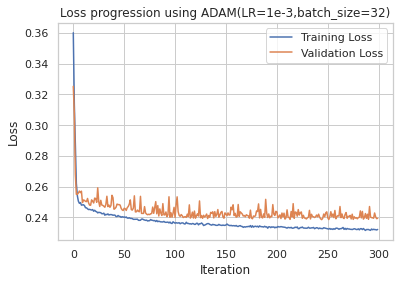 Loss progression using ADAM(LR=1e-3,batch_size=32)
Training Loss
Validation Loss
Loss
0.36
0.34
0.32
0.30
0.28
0.26
0.24
0
50
100
150
200
250
300
Iteration